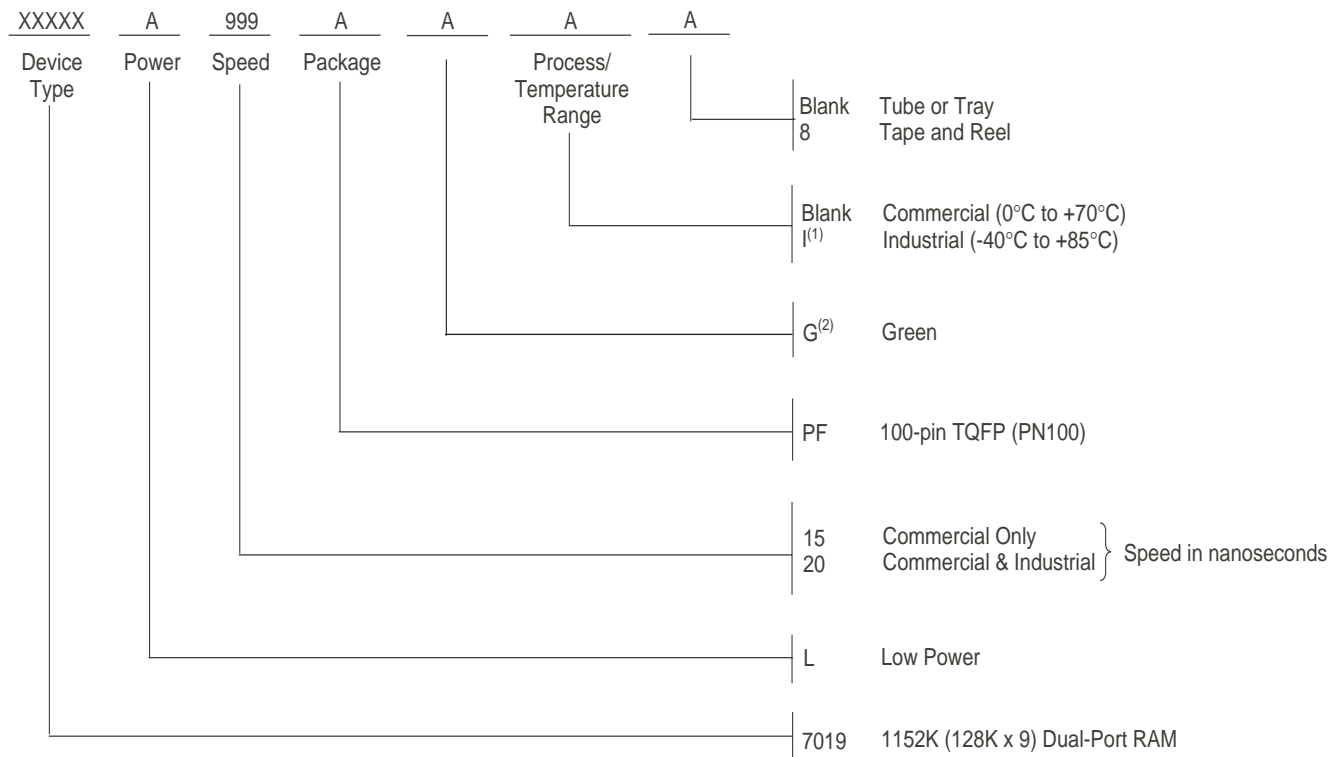 XXXXX A 999 A A A A
Device Type
Power
Speed
Package
Process/
Temperature
Range
Blank Tube or Tray
8 Tape and Reel
Blank Commercial (0°C to +70°C)
I(1) Industrial (-40°C to +85°C)
G(2) Green
PF 100-pin TQFP (PN100)
15 Commercial Only
20 Commercial & Industrial
Speed in nanoseconds
L Low Power
7019 1152K (128K x 9) Dual-Port RAM